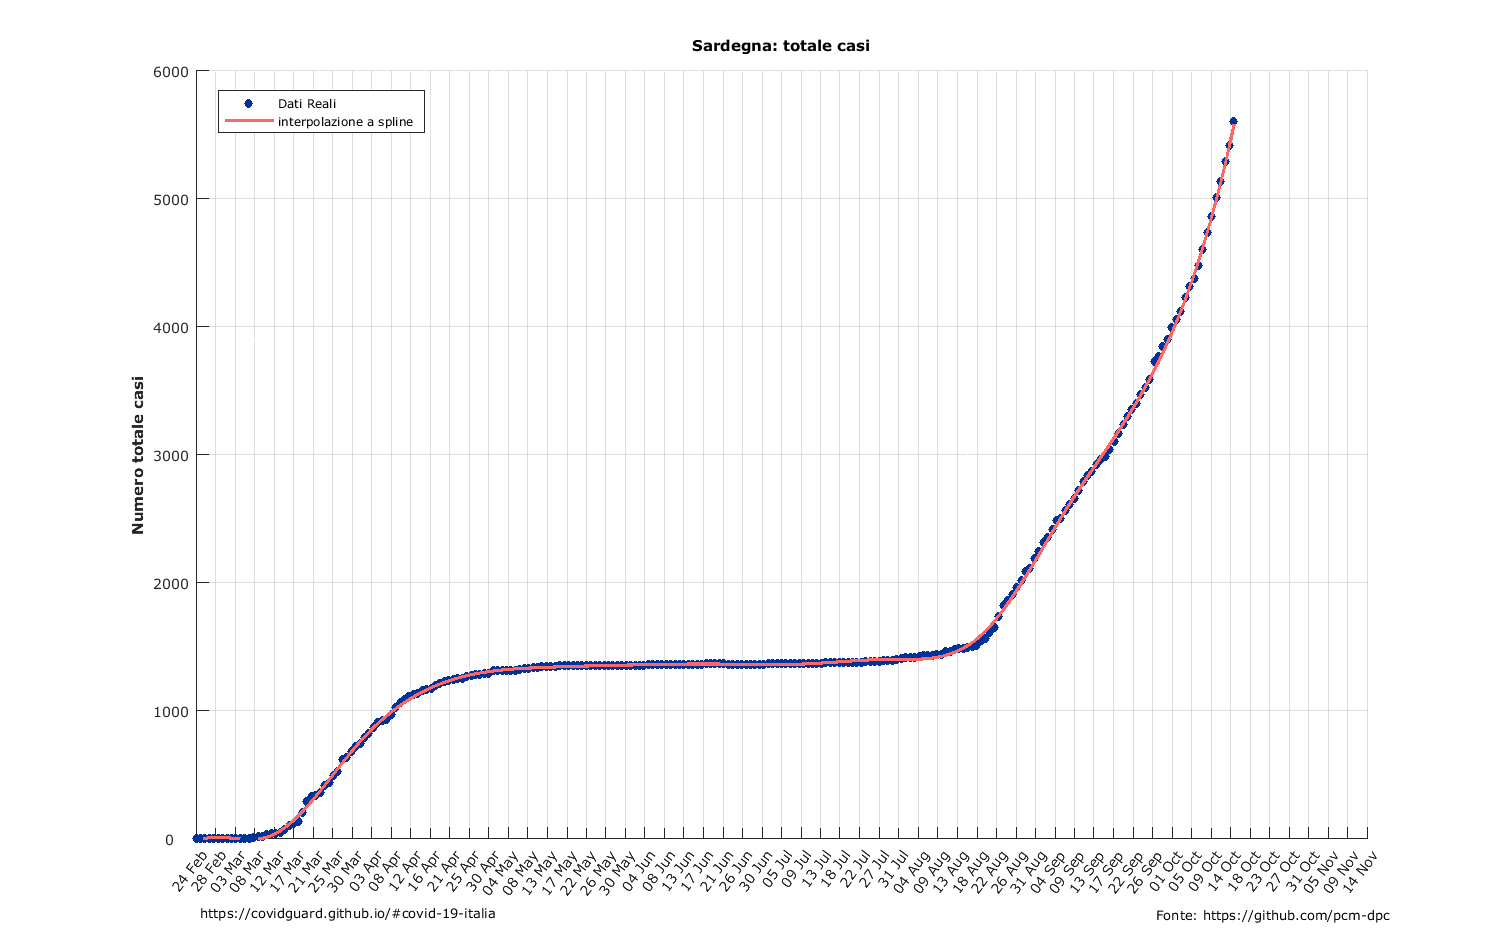 Sardegna: totale casi
6000
5000
4000
3000
2000
1000
0
Numero totale casi
Dati Reali
interpolazione a spline
24 Feb
28 Feb
03 Mar
08 Mar
12 Mar
17 Mar
21 Mar
25 Mar
30 Mar
03 Apr
08 Apr
12 Apr
16 Apr
21 Apr
25 Apr
30 Apr
04 May
08 May
13 May
17 May
22 May
26 May
30 May
04 Jun
08 Jun
13 Jun
17 Jun
21 Jun
26 Jun
30 Jul
05 Jul
09 Jul
13 Jul
18 Jul
22 Jul
27 Jul
31 Jul
04 Aug
09 Aug
13 Aug
18 Aug
22 Aug
26 Aug
31 Aug
04 Sep
09 Sep
13 Sep
17 Sep
22 Sep
26 Sep
01 Oct
05 Oct
09 Oct
14 Oct
18 Oct
23 Oct
27 Oct
31 Oct
05 Nov
09 Nov
14 Nov
https://covidguard.github.io/#covid-19-italia
Fonte: https://github.com/pcm-dpc